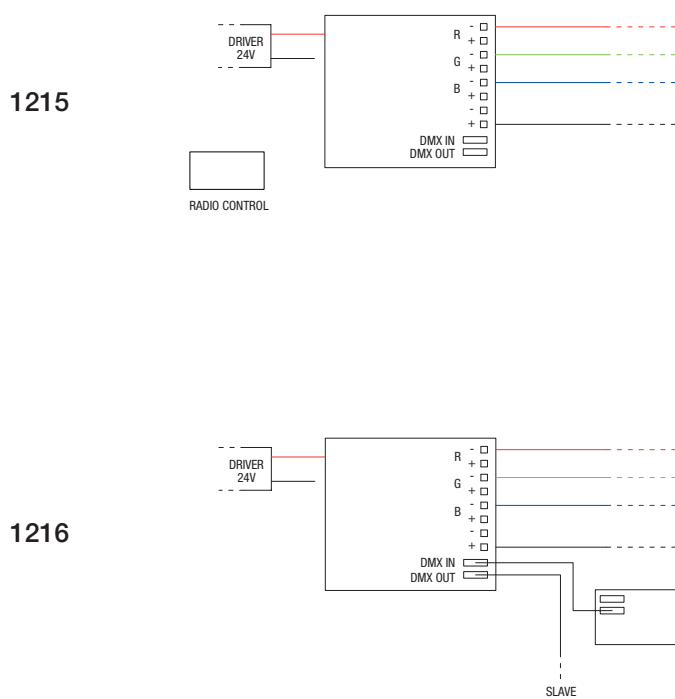 1215
DRIVER
24V
R
-
+
G
-
+
B
-
+
-
+
DMX IN
DMX OUT
RADIO CONTROL
1216
DRIVER
24V
R
-
+
G
-
+
B
-
+
-
+
DMX IN
DMX OUT
SLAVE